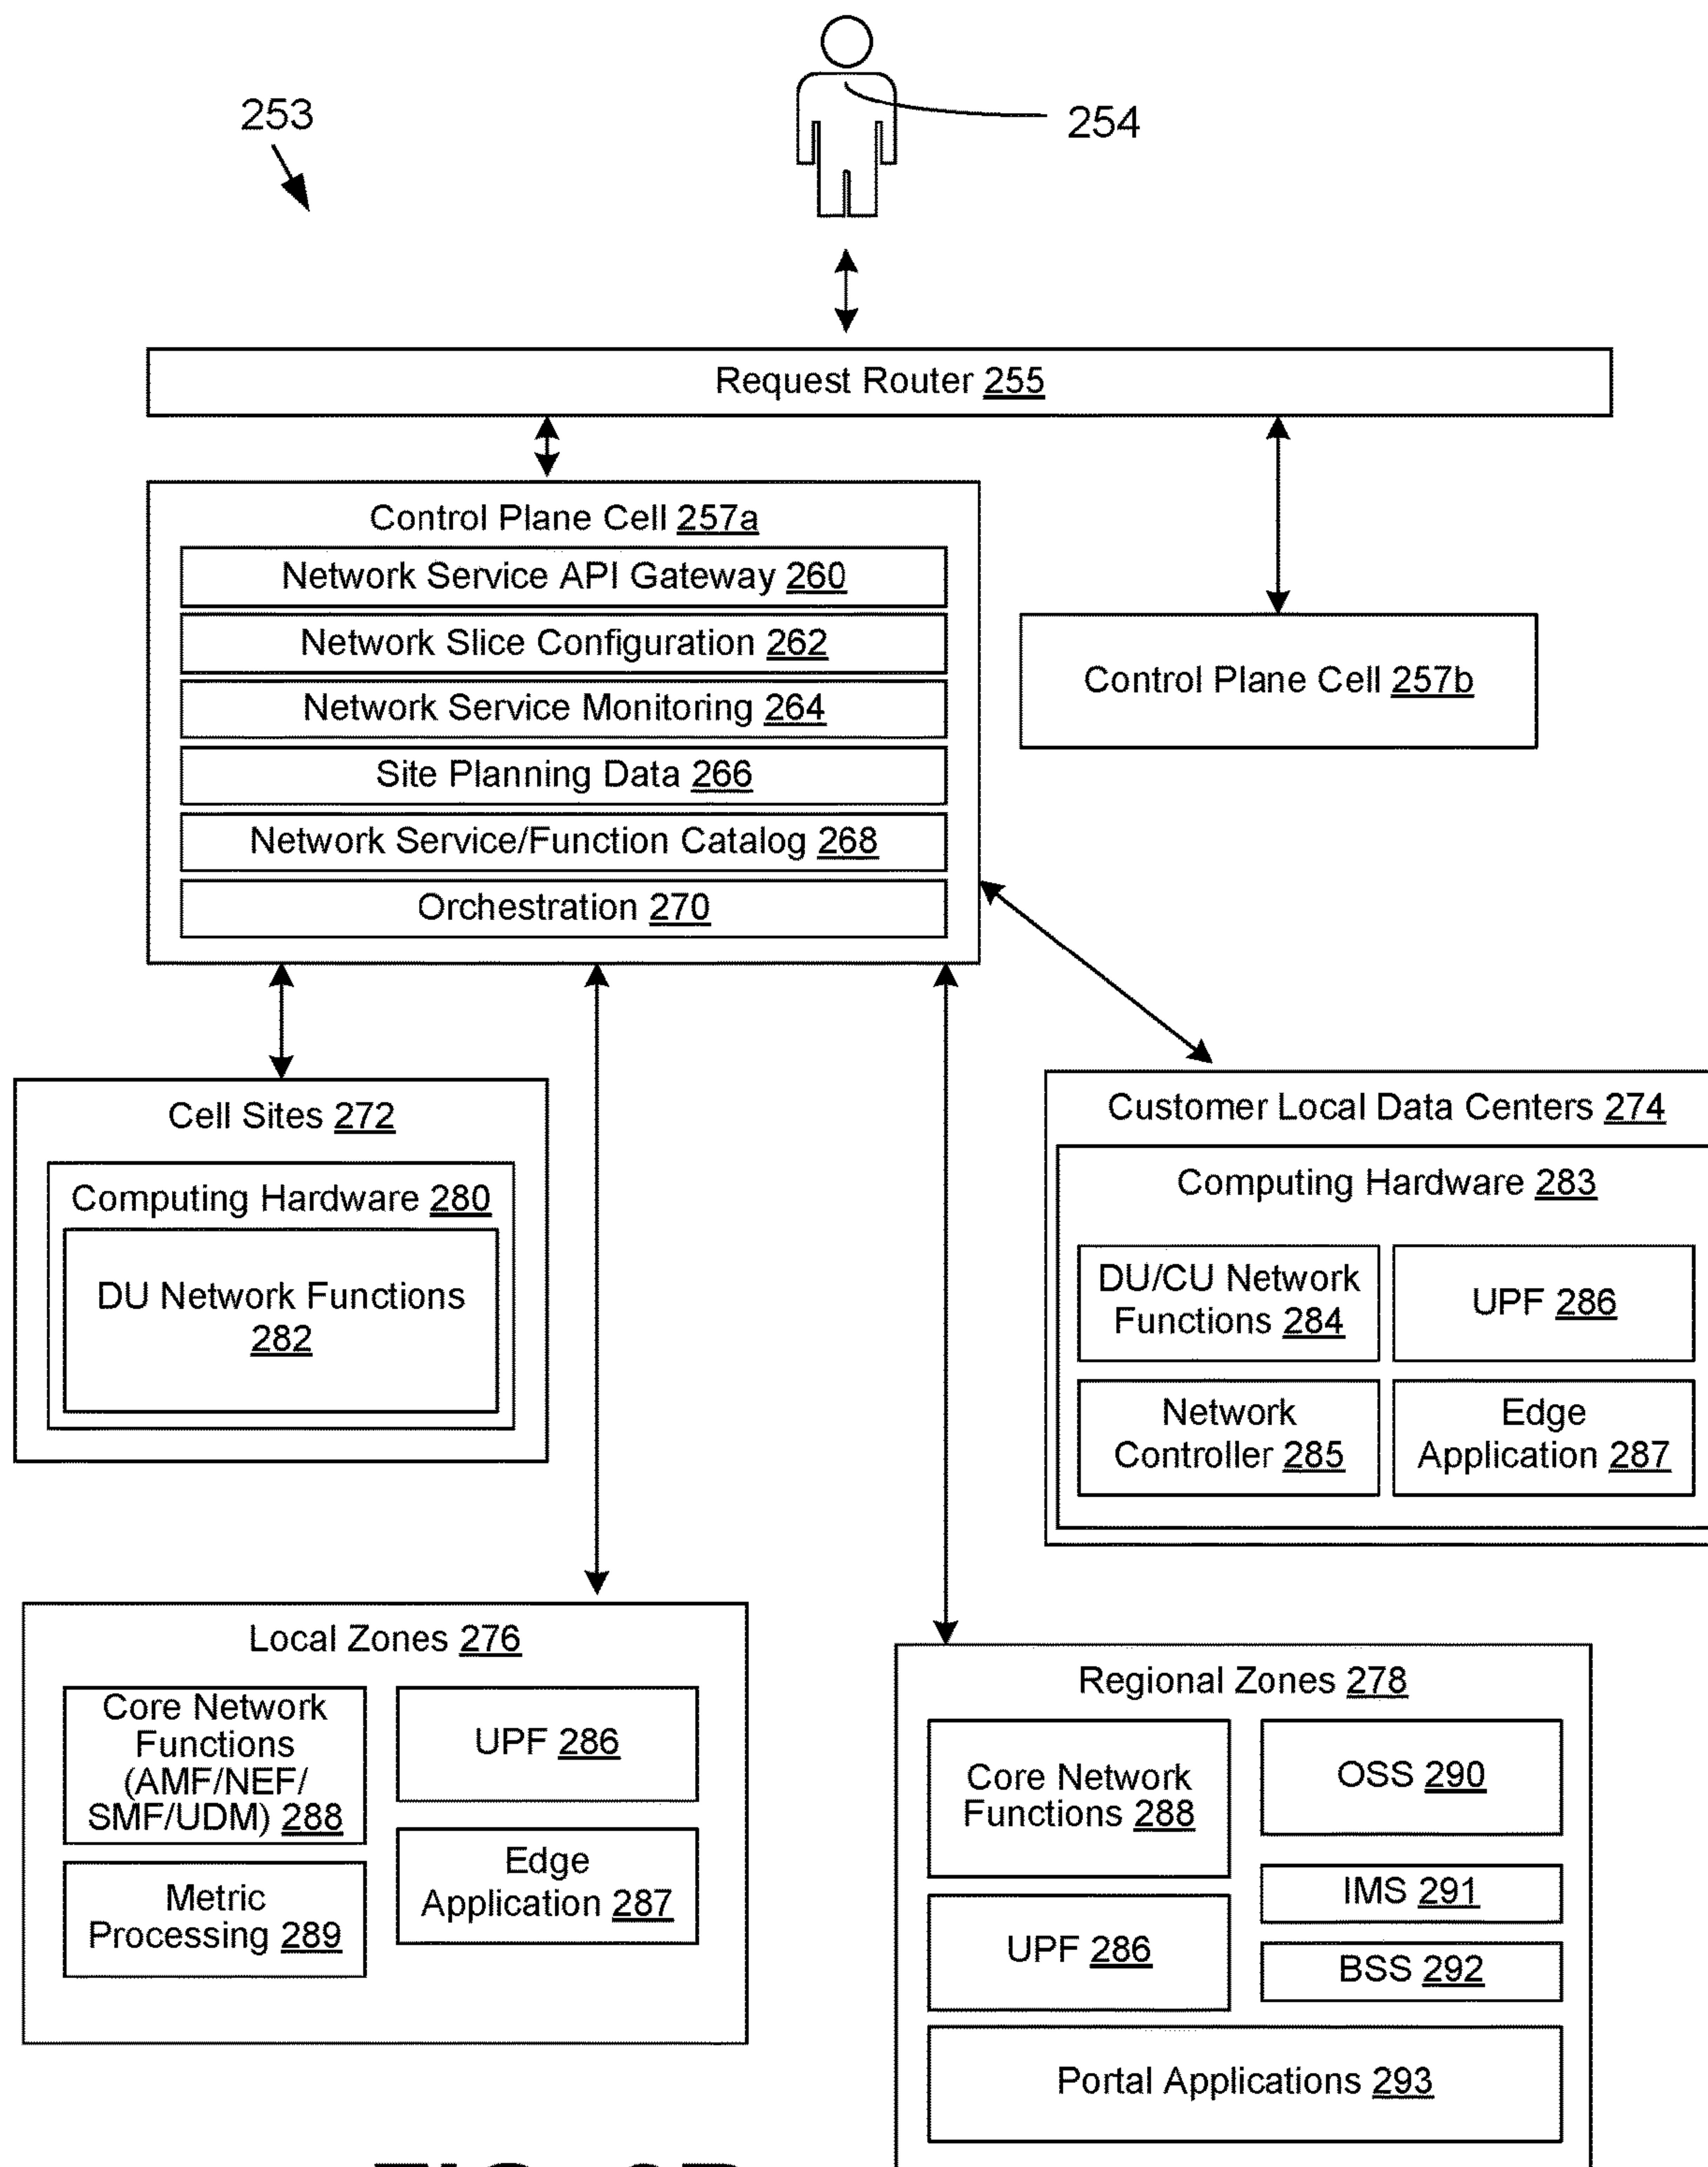 253
254
Request Router 255
Control Plane Cell 257a
Network Service API Gateway 260
Network Slice Configuration 262
Network Service Monitoring 264
Site Planning Data 266
Network Service/Function Catalog 268
Orchestration 270
Control Plane Cell 257b
Cell Sites 272
Computing Hardware 280
DU Network Functions
282
Customer Local Data Centers 274
Computing Hardware 283
DU/CU Network
Functions 284
UPF 286
Network
Controller 285
Edge
Application 287
Local Zones 276
Core Network
Functions
(AMF/NEF/
SMF/UDM) 288
UPF 286
Metric
Processing 289
Edge
Application 287
Regional Zones 278
Core Network
Functions 288
OSS 290
IMS 291
UPF 286
BSS 292
Portal Applications 293